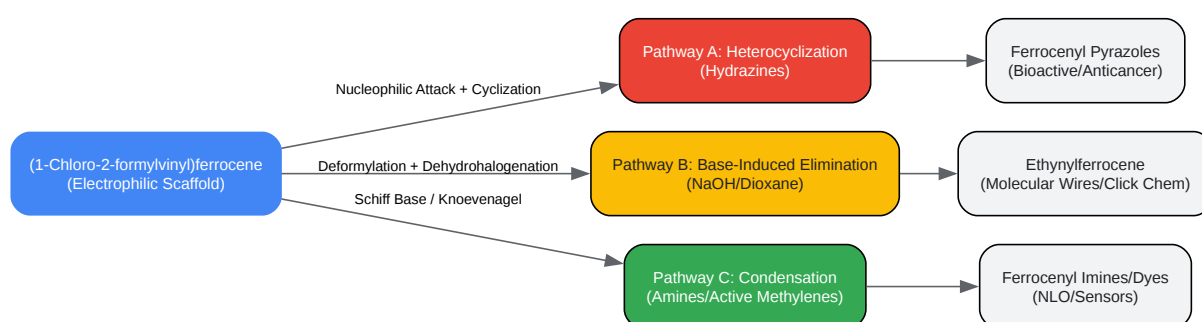 Pathway A: Heterocyclization
(Hydrazines)
Ferrocenyl Pyrazoles
(Bioactive/Anticancer)
Nucleophilic Attack + Cyclization
(1-Chloro-2-formylvinyl)ferrocene
(Electrophilic Scaffold)
Deformylation + Dehydrohalogenation
Pathway B: Base-Induced Elimination
(NaOH/Dioxane)
Ethynylferrocene
(Molecular Wires/Click Chem)
Schiff Base / Knoevenagel
Pathway C: Condensation
(Amines/Active Methylenes)
Ferrocenyl Imines/Dyes
(NLO/Sensors)